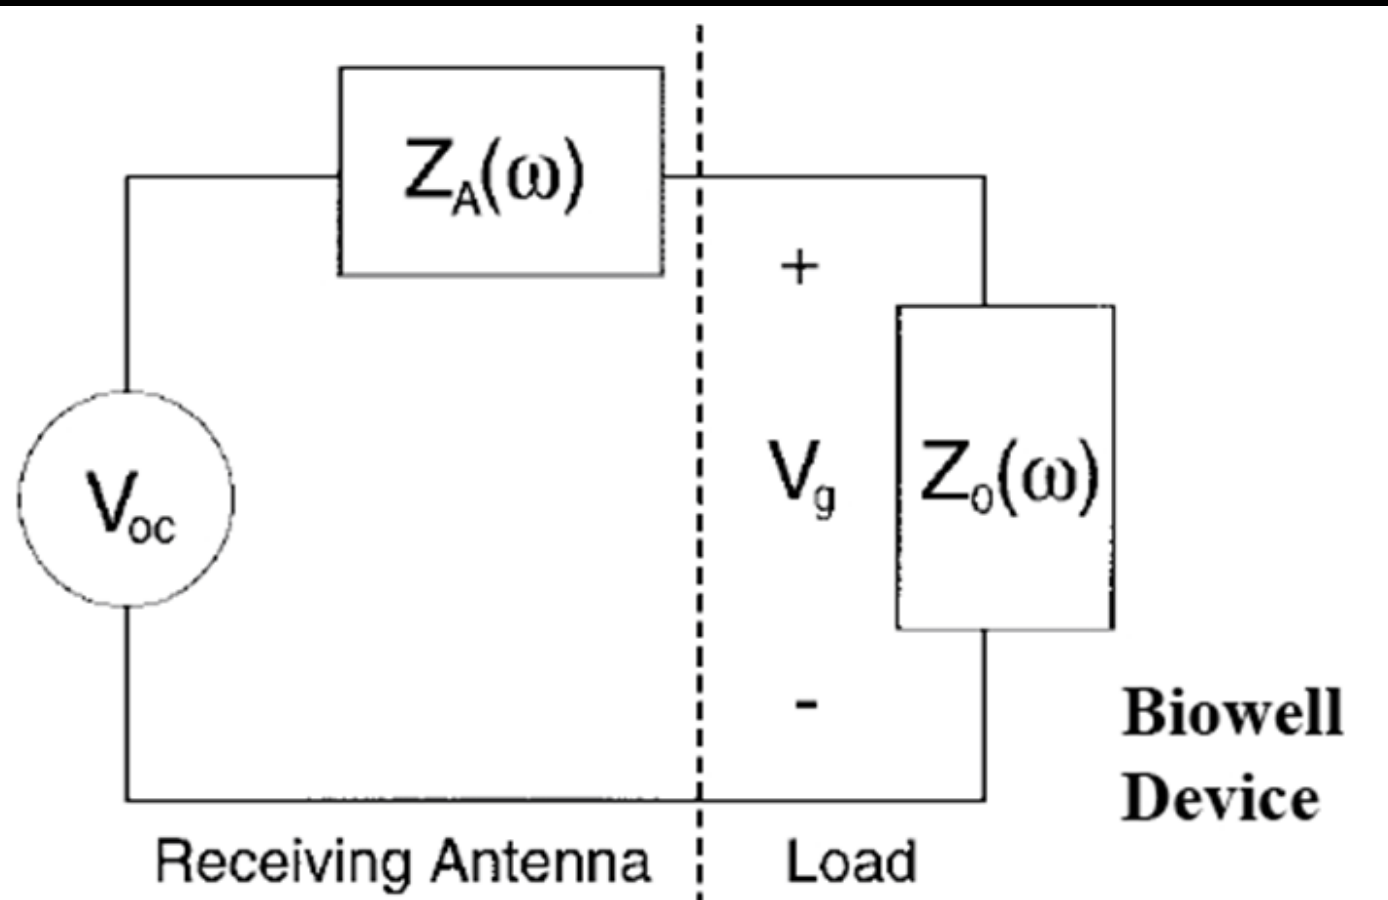 Z_A(ω)
+
V_oc
V_g
Z_0(ω)
-
Biowell
Device
Receiving Antenna
Load